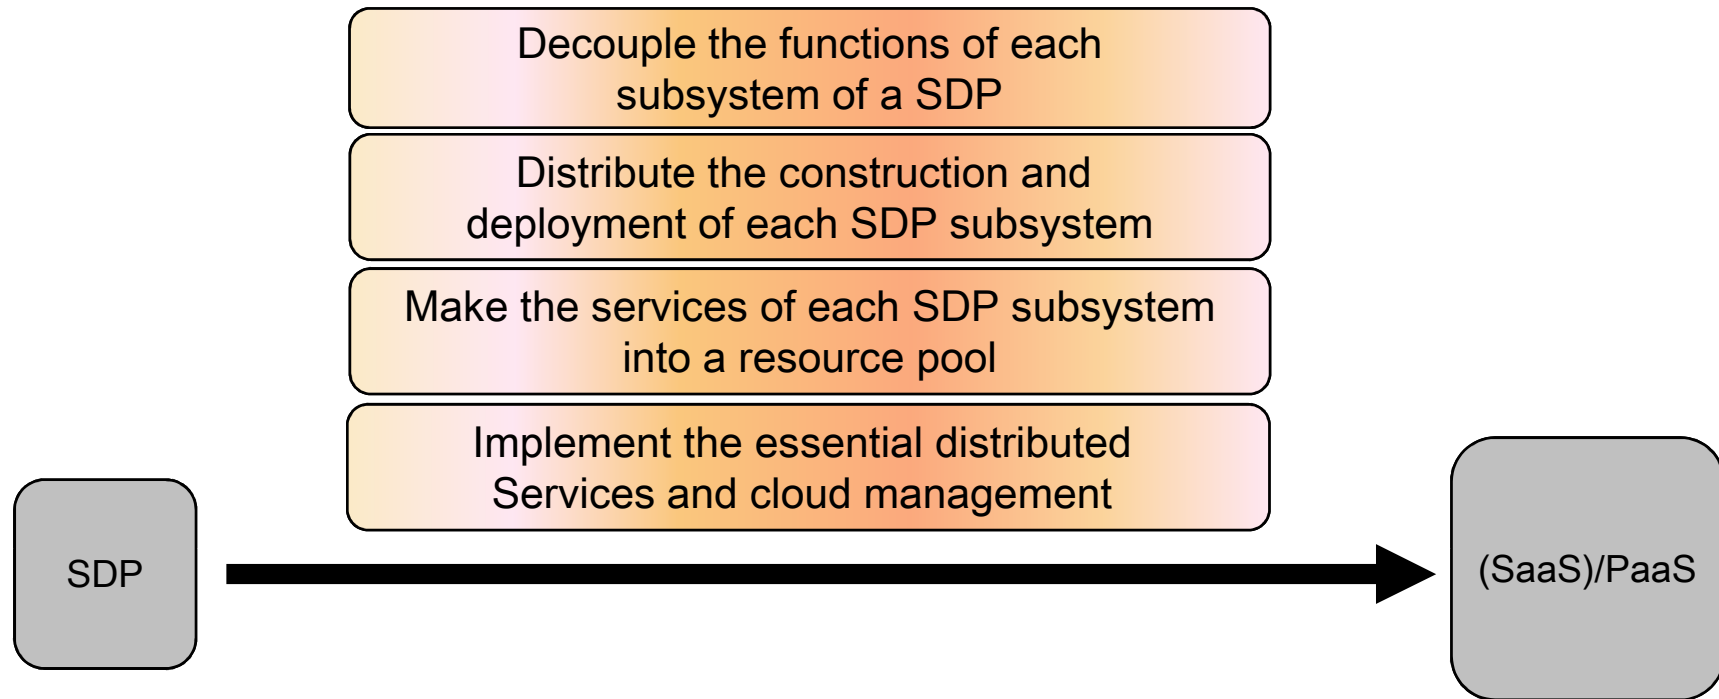 Decouple the functions of each
subsystem of a SDP
Distribute the construction and
deployment of each SDP subsystem
Make the services of each SDP subsystem
into a resource pool
Implement the essential distributed
Services and cloud management
SDP
(SaaS)/PaaS